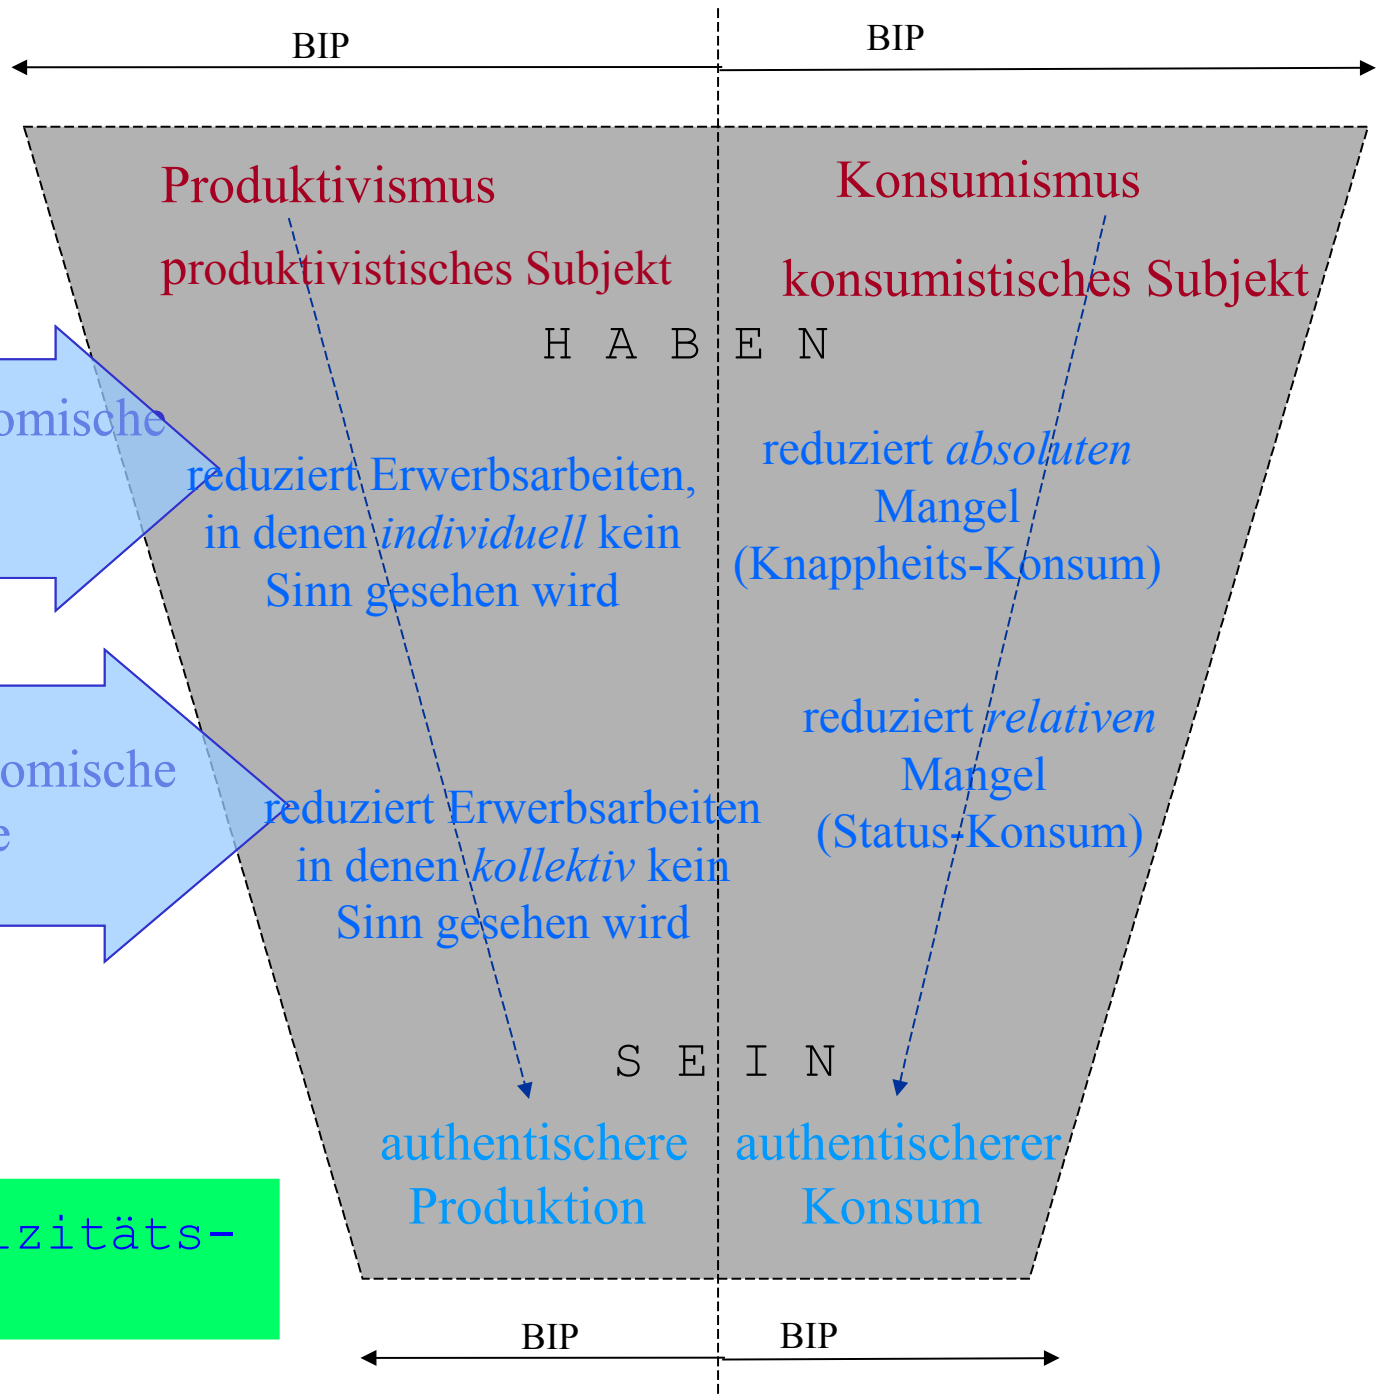 BIP
BIP
Produktivismus
produktivistisches Subjekt
Konsumismus
konsumistisches Subjekt
H A B E N
omische
reduziert Erwerbsarbeiten,
in denen individuell kein
Sinn gesehen wird
reduziert absoluten
Mangel
(Knappheits-Konsum)
omische
e
reduziert Erwerbsarbeiten
in denen kollektiv kein
Sinn gesehen wird
reduziert relativen
Mangel
(Status-Konsum)
S E I N
authentischere
Produktion
authentischerer
Konsum
izitäts-
BIP
BIP